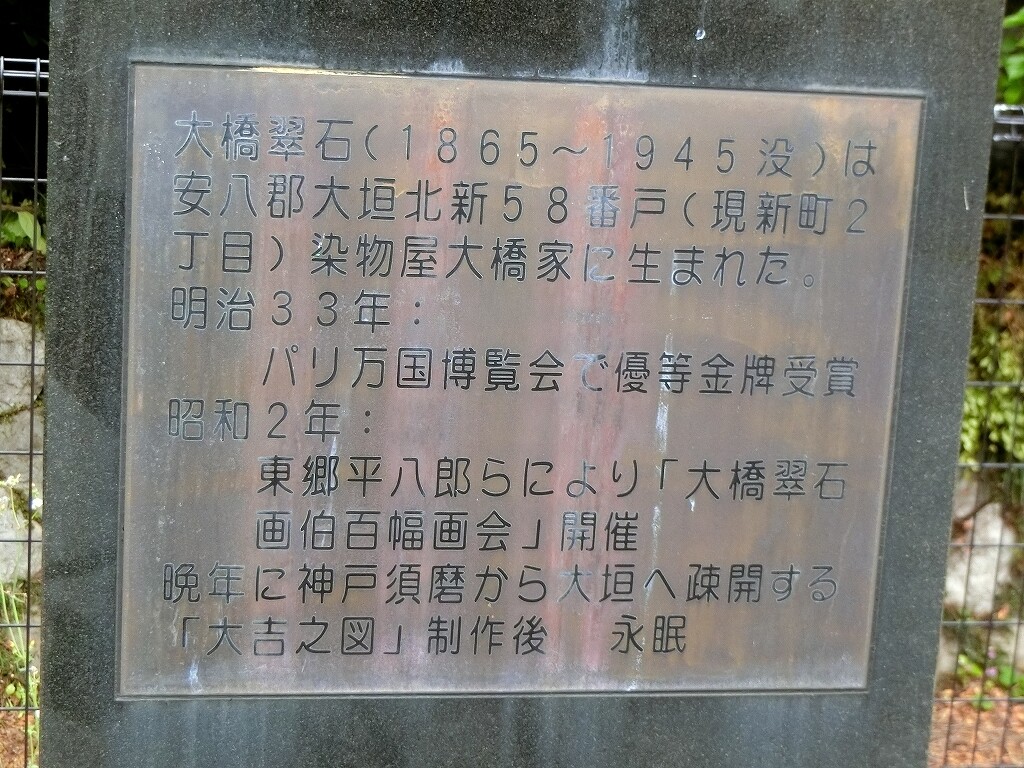 大橋翠石(1865～1945没)は
安八郡大垣北新58番戸(現新町2
丁目)染物屋大橋家に生まれた。
明治33年：
パリ万国博覧会で優等金牌受賞
昭和2年：
東郷平八郎らにより「大橋翠石
画伯百幅画会」開催
晩年に神戸須磨から大垣へ疎開する
「大吉之図」制作後　永眠